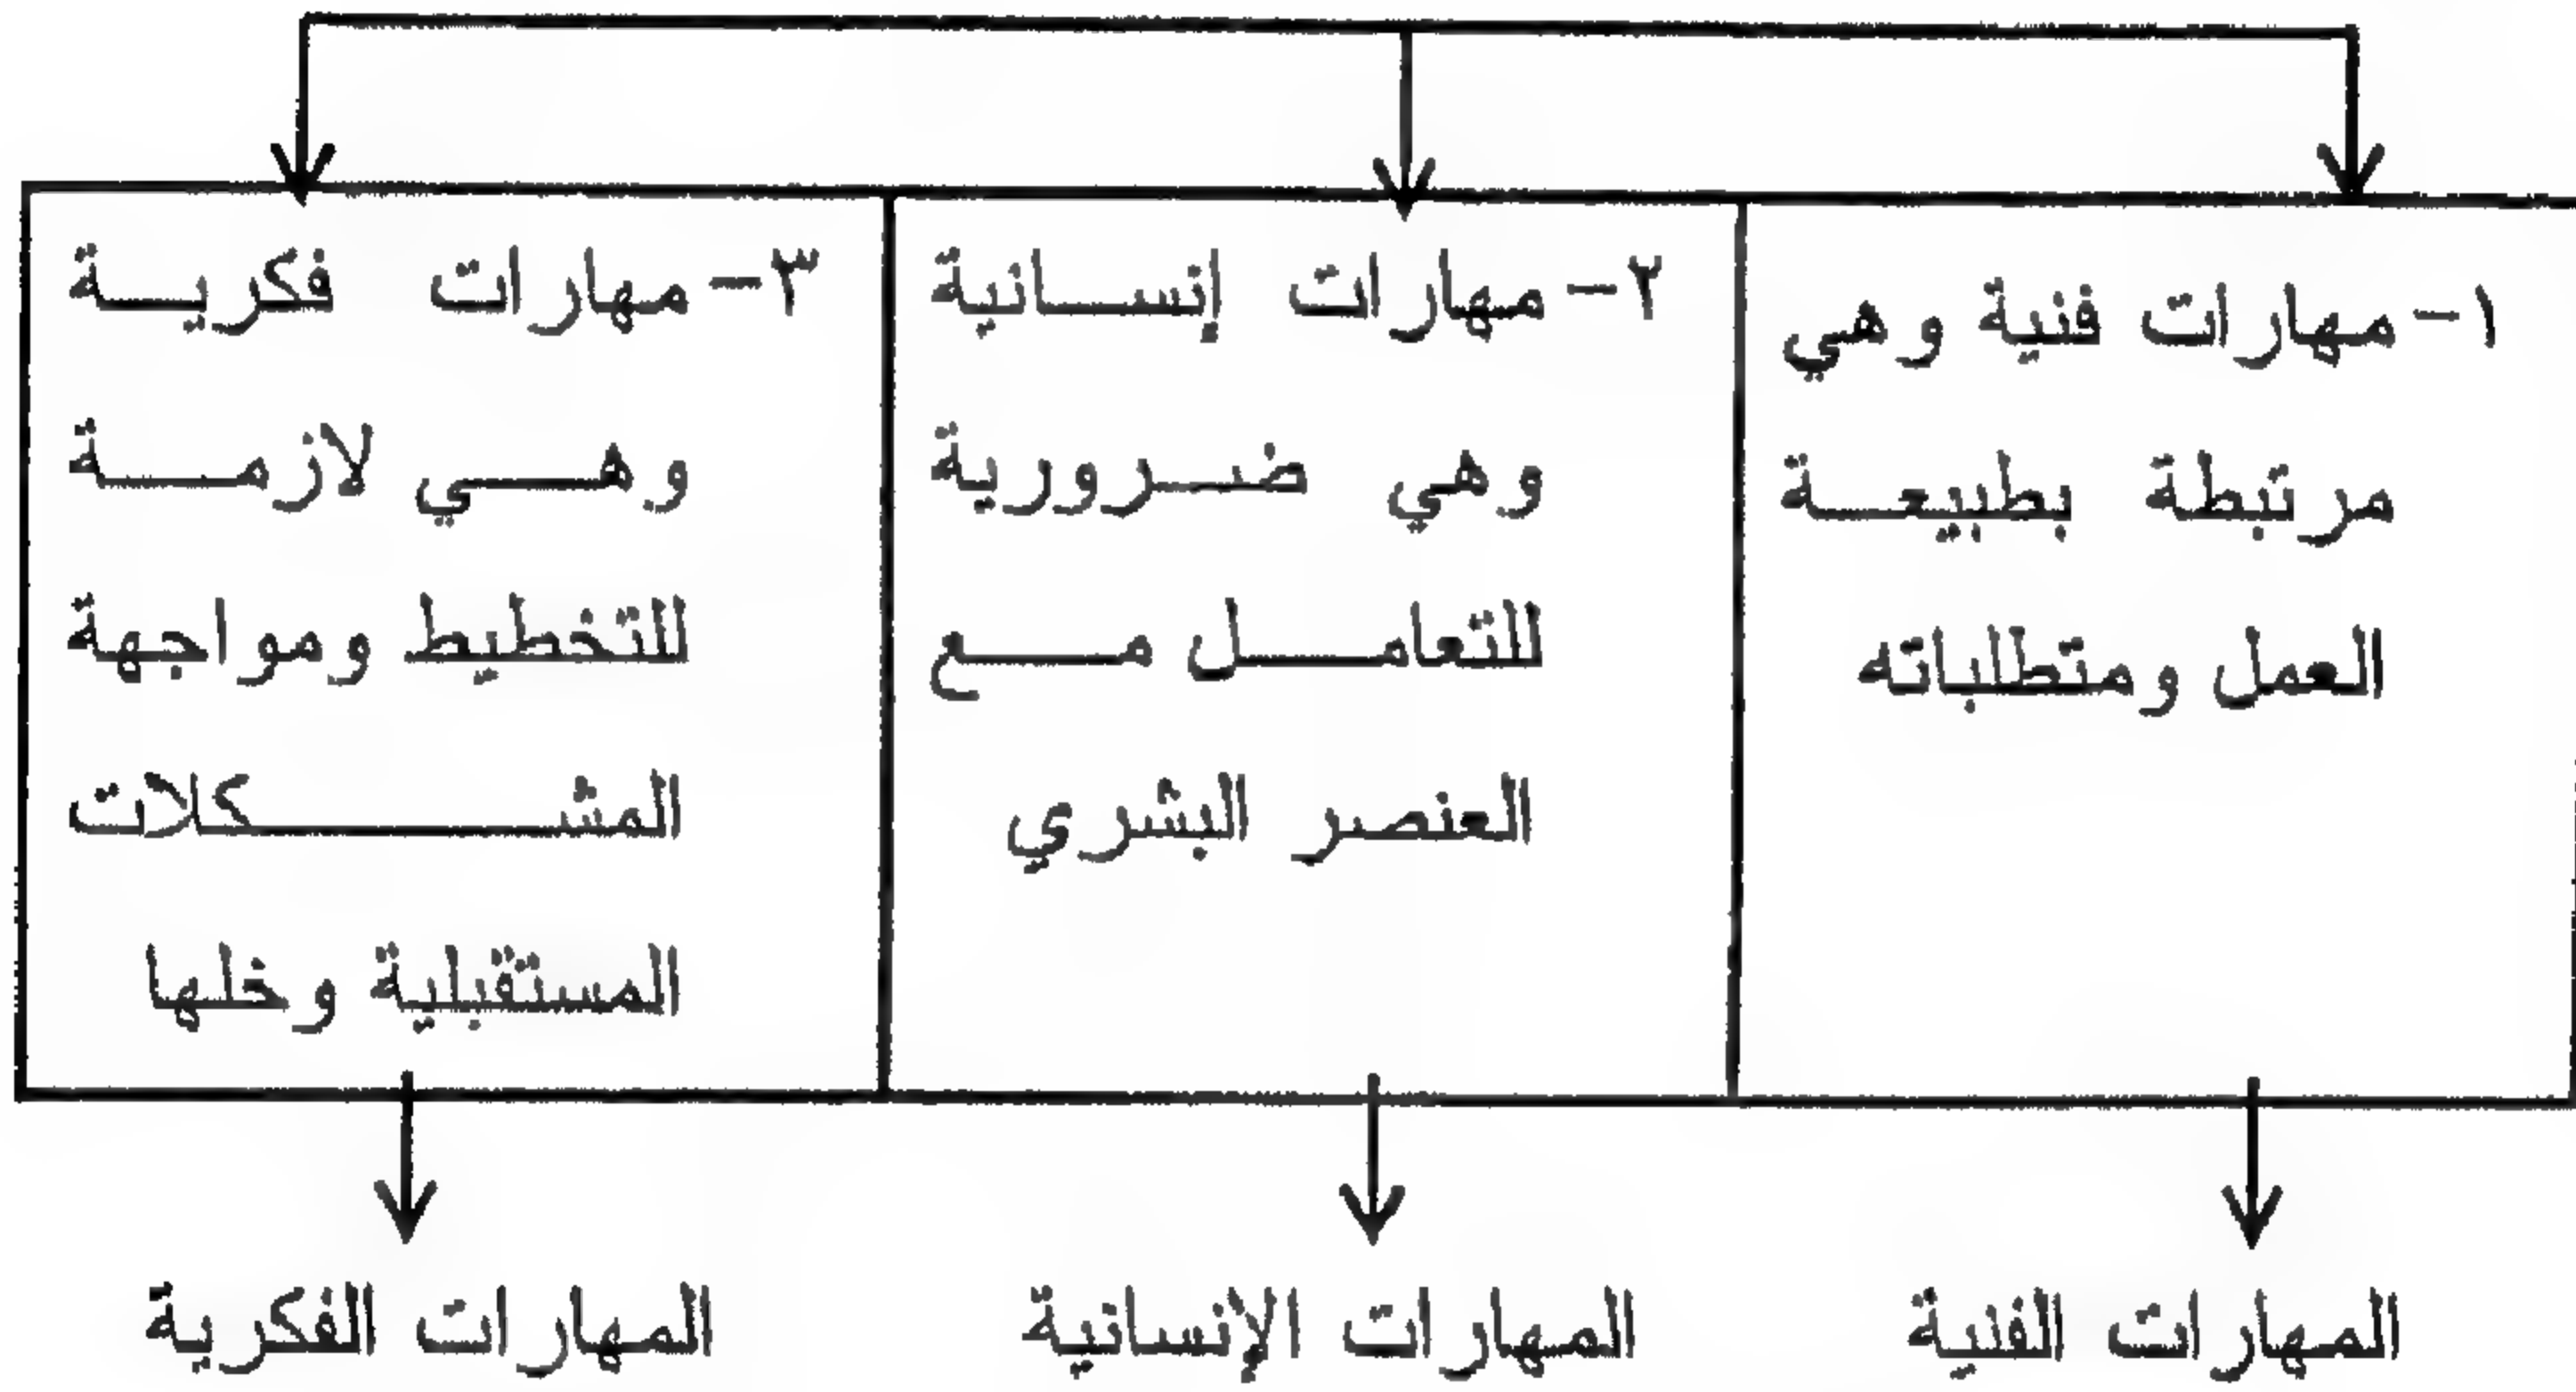 ١- مهارات فنية وهي
مرتبطة بطبيعة
العمل ومتطلباته
٢- مهارات إنسانية
وهي ضرورية
للتعامل مع
العنصر البشري
٣- مهارات فكرية
وهي لازمة
للتخطيط ومواجهة
المشكلات
المستقبلية وخلها
المهارات الفنية
المهارات الإنسانية
المهارات الفكرية